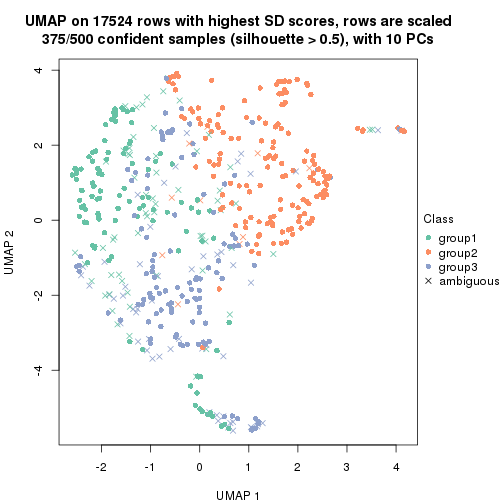 UMAP on 17524 rows with highest SD scores, rows are scaled
375/500 confident samples (silhouette > 0.5), with 10 PCs
4
2
0
-2
-4
UMAP 2
-2
-1
0
1
2
3
4
UMAP 1
Class
group1
group2
group3
ambiguous